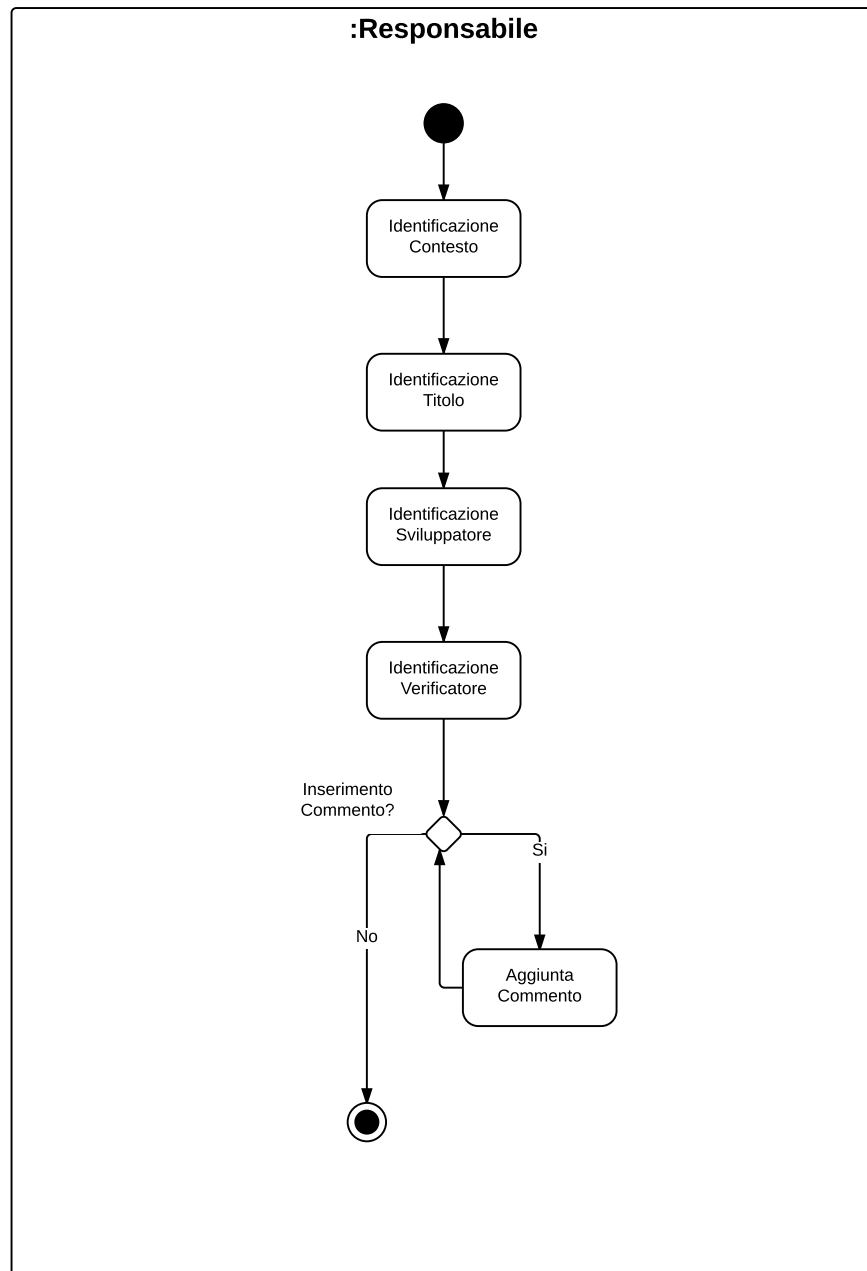 :Responsabile
Identificazione
Contesto
Identificazione
Titolo
Identificazione
Sviluppatore
Identificazione
Verificatore
Inserimento
Commento?
Si
No
Aggiunta
Commento